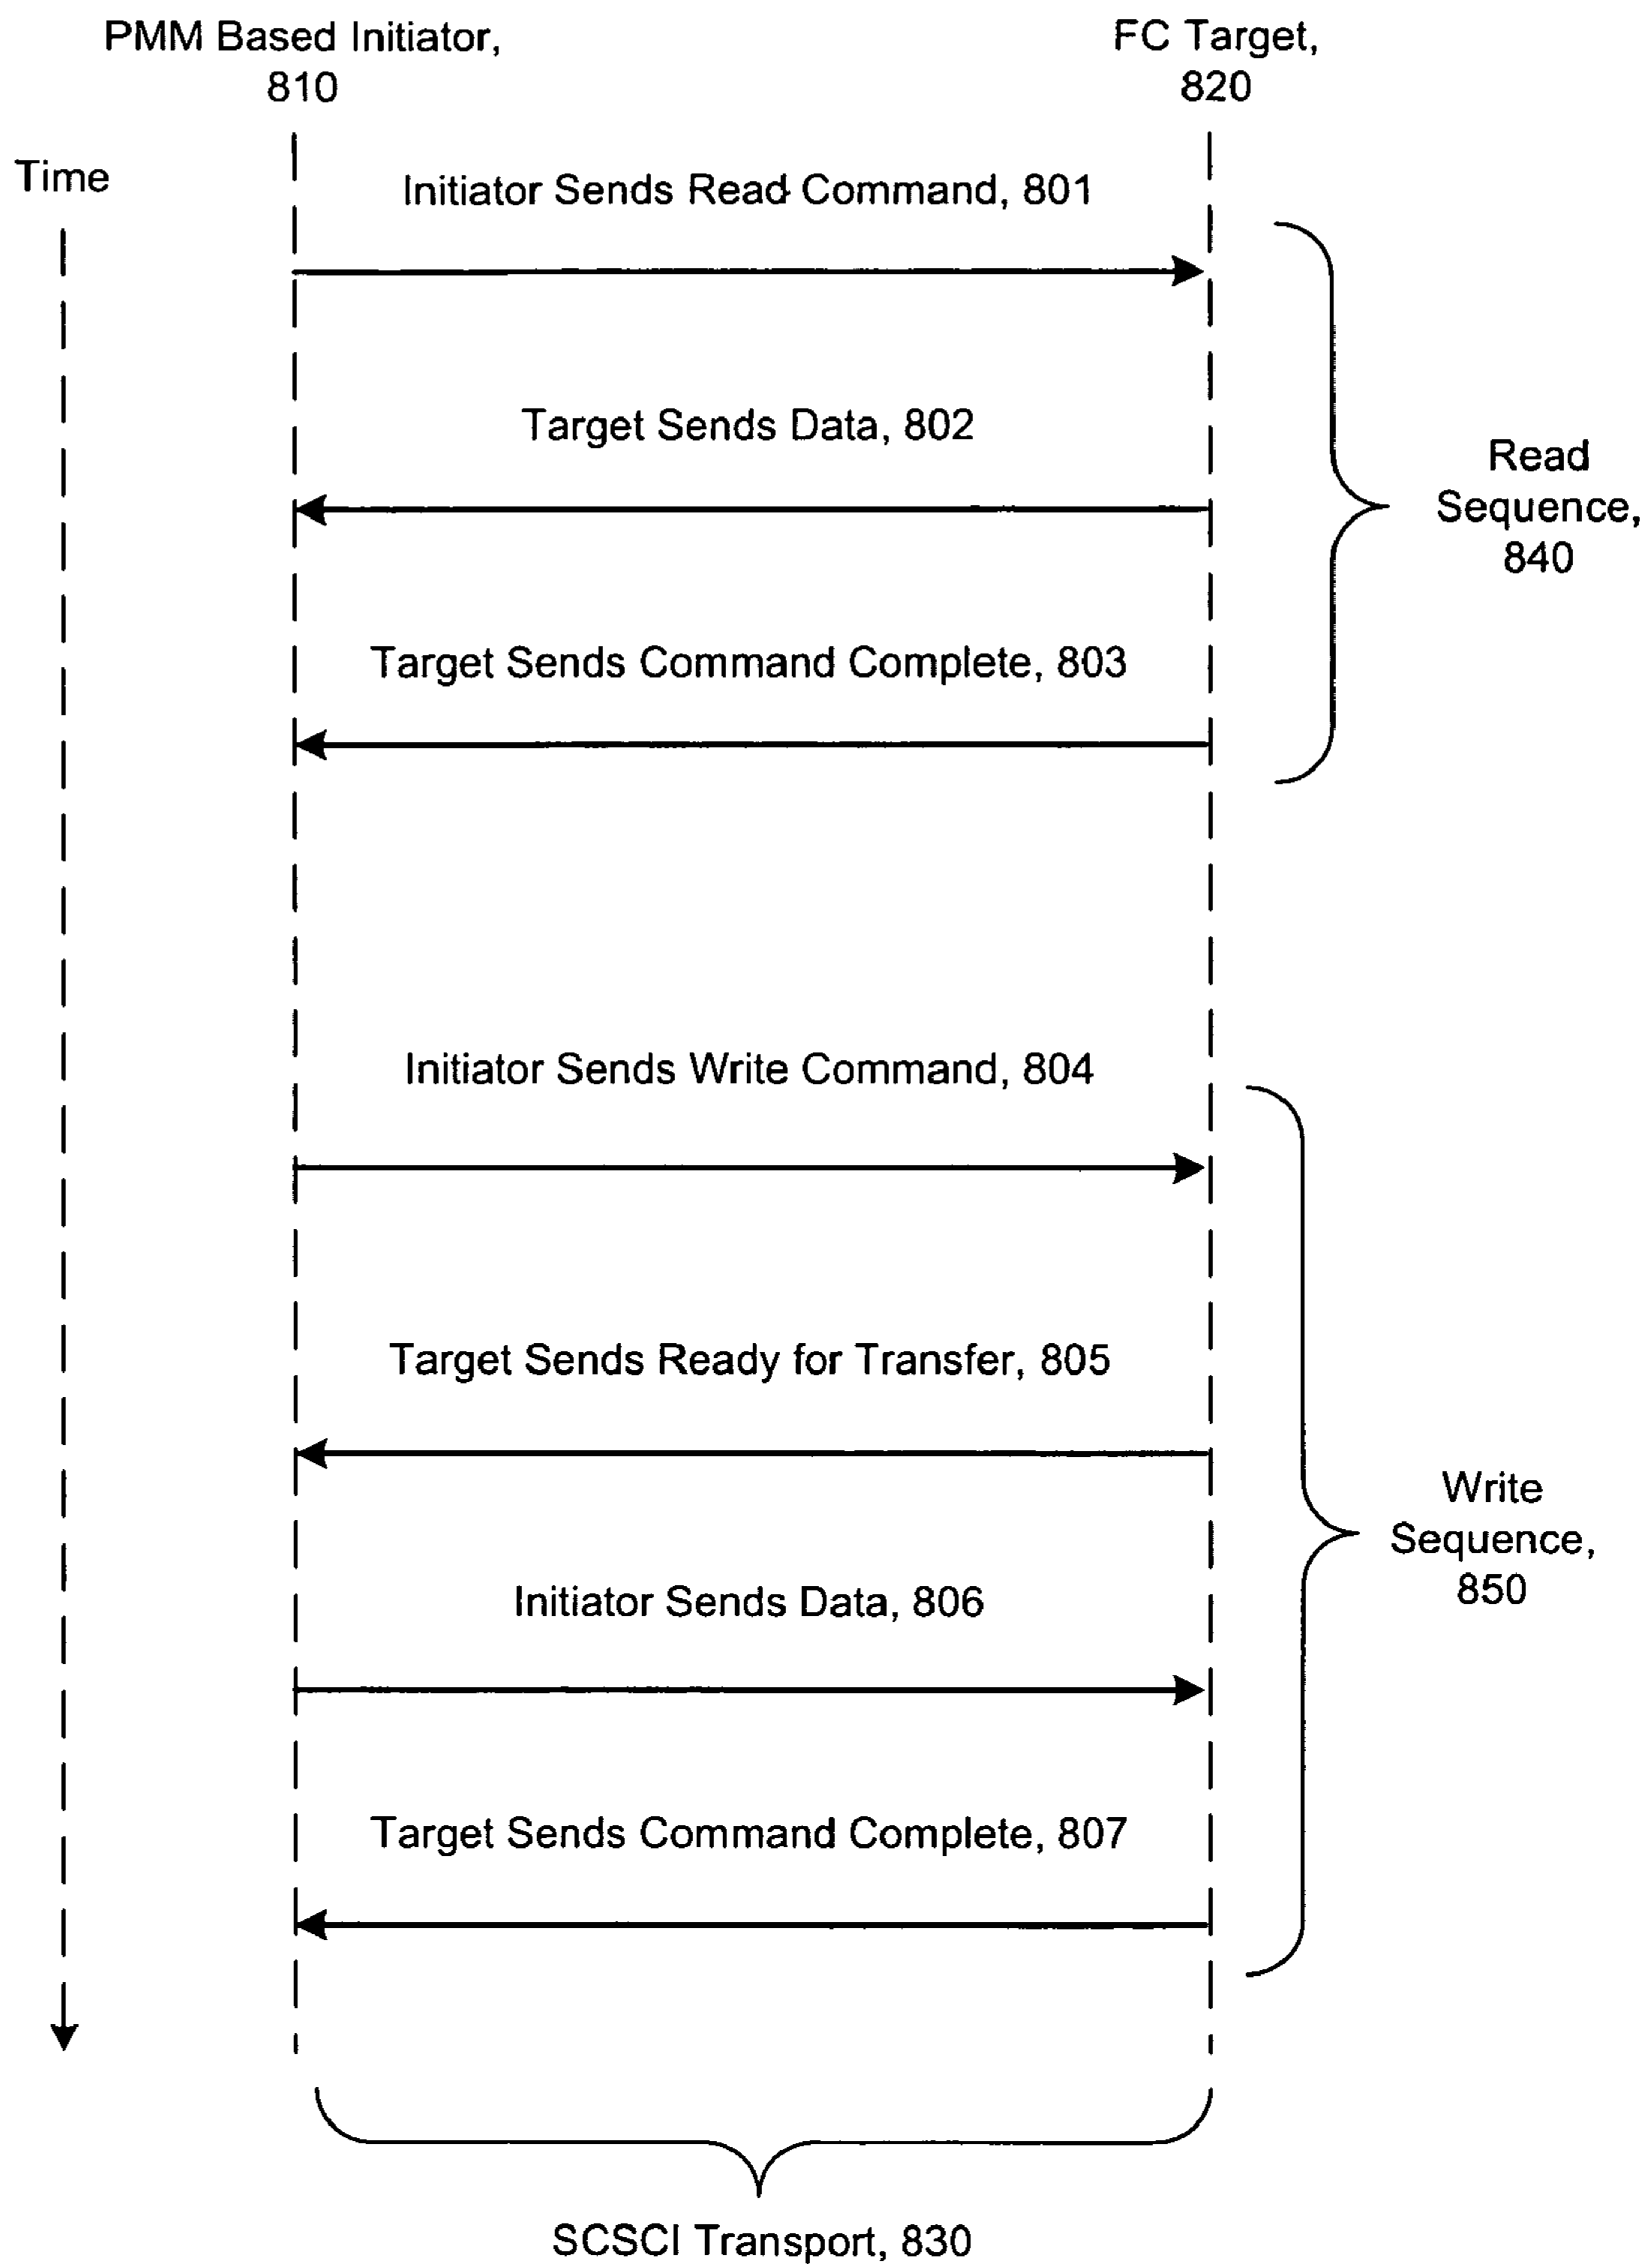 PMM Based Initiator,
810
FC Target,
820
Time
Initiator Sends Read Command, 801
Target Sends Data, 802
Read
Sequence,
840
Target Sends Command Complete, 803
Initiator Sends Write Command, 804
Target Sends Ready for Transfer, 805
Write
Sequence,
850
Initiator Sends Data, 806
Target Sends Command Complete, 807
SCSCI Transport, 830